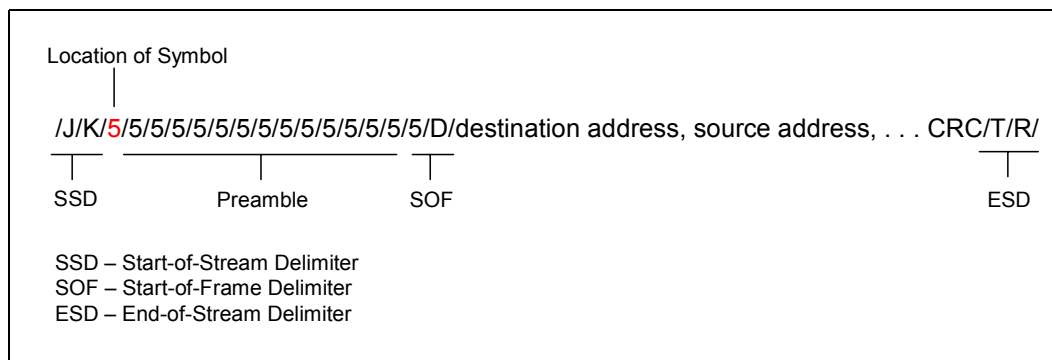 Location of Symbol
/J/K/5/5/5/5/5/5/5/5/5/5/5/5/5/5/5/D/destination address, source address, . . . CRC/T/R/
SSD Preamble SOF ESD
SSD – Start-of-Stream Delimiter
SOF – Start-of-Frame Delimiter
ESD – End-of-Stream Delimiter